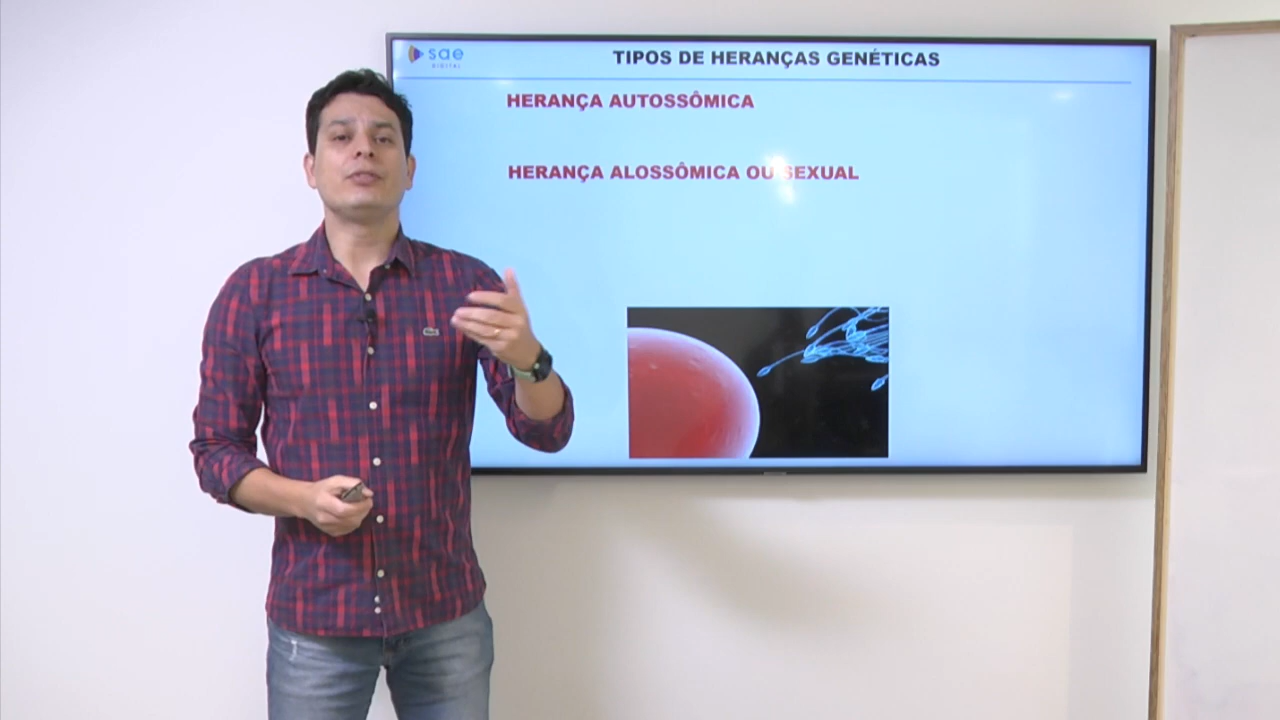 sae
DIGITAL
TIPOS DE HERANÇAS GENÉTICAS
HERANÇA AUTOSSÔMICA
HERANÇA ALOSSÔMICA OU SEXUAL